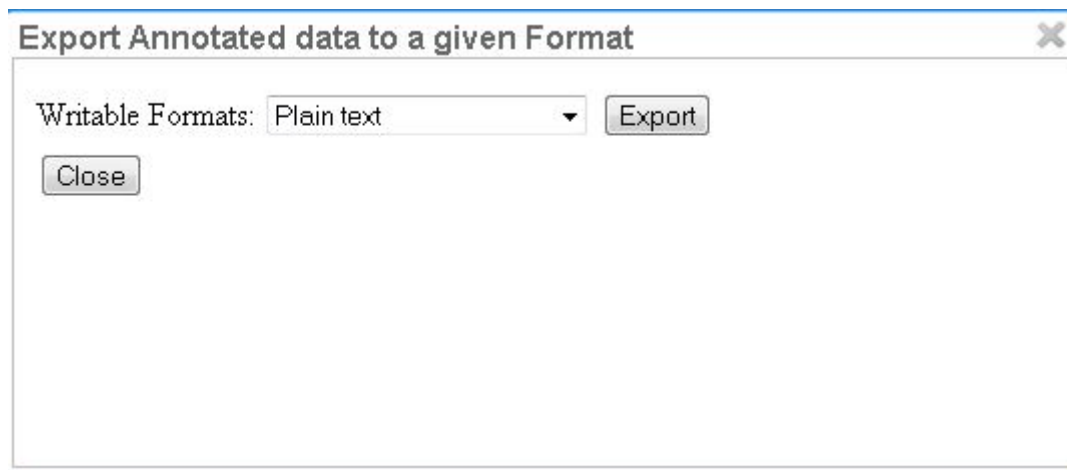 Export Annotated data to a given Format
Writable Formats: Plain text Export
Close